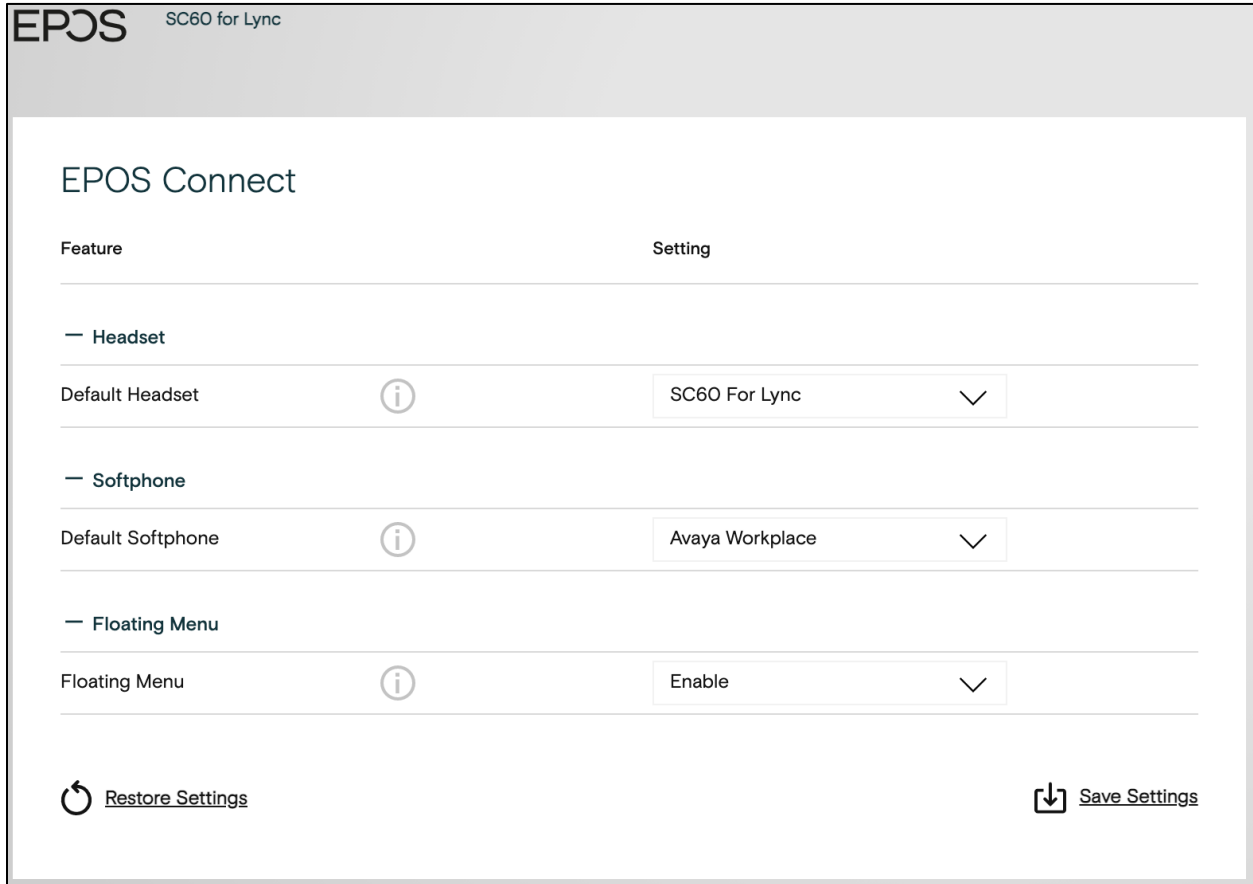 EPOS SC60 for Lync
EPOS Connect
Feature Setting
Headset
Default Headset SC60 For Lync
Softphone
Default Softphone Avaya Workplace
Floating Menu
Floating Menu Enable
Restore Settings Save Settings